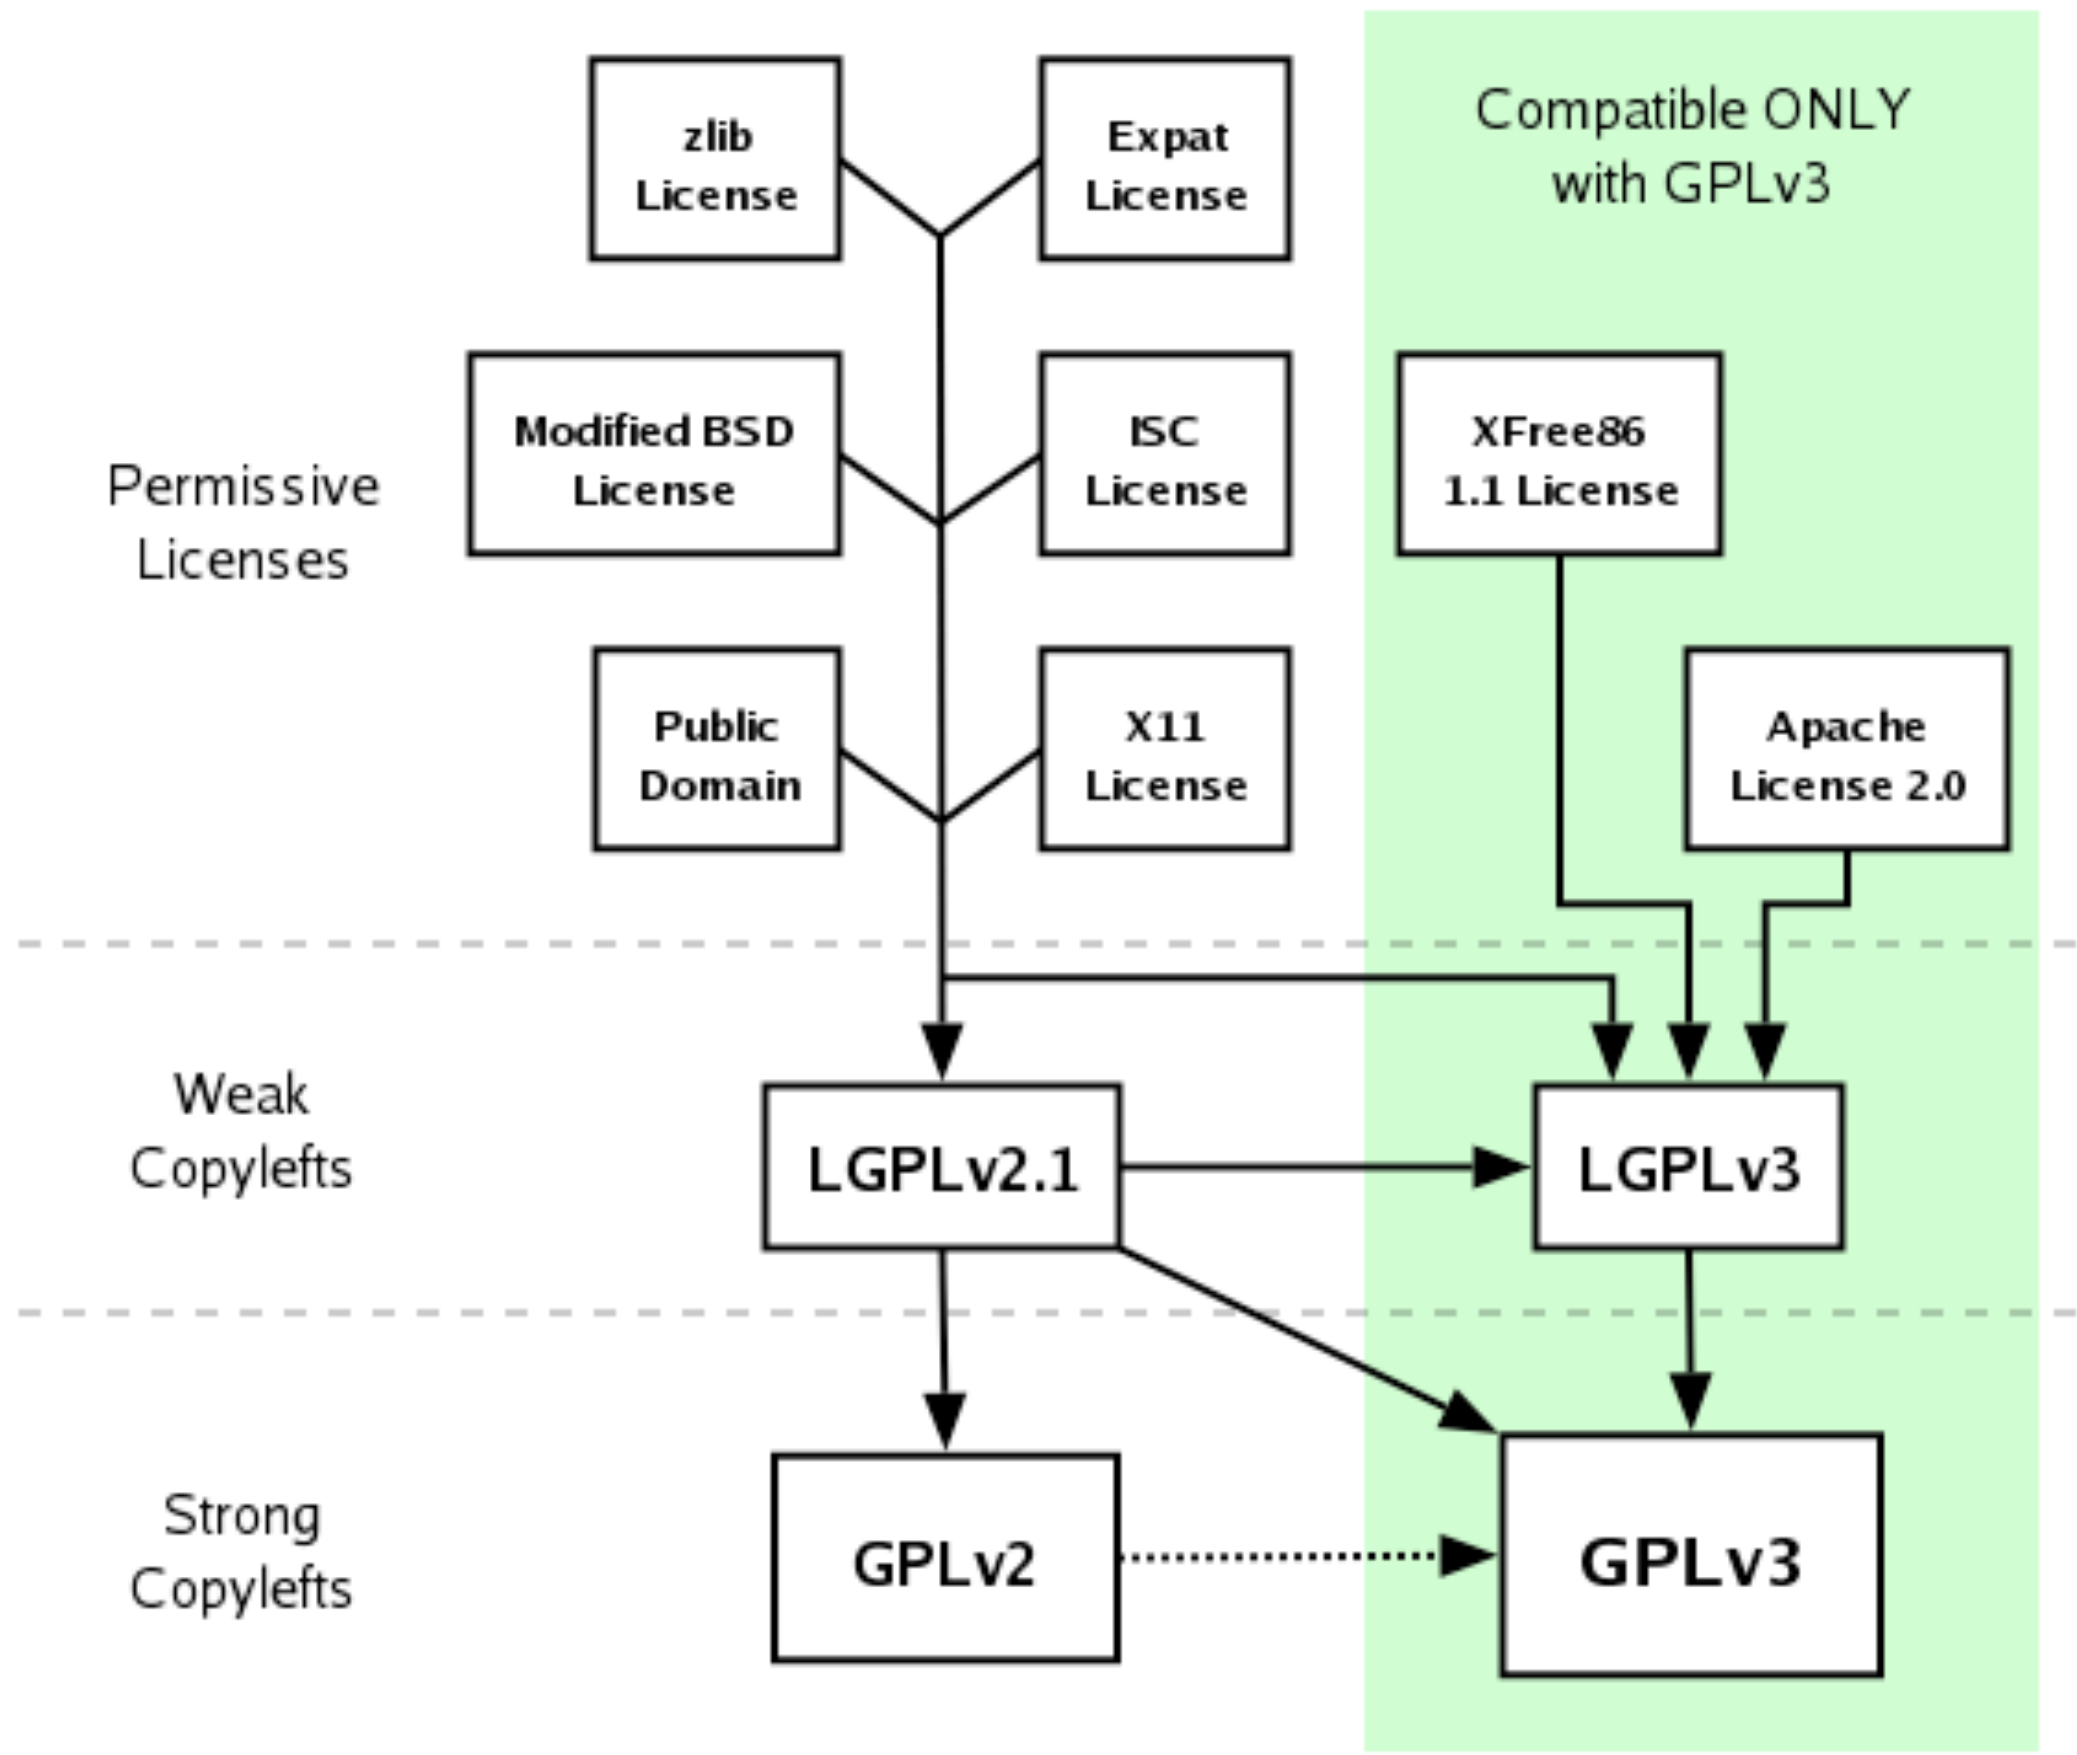 zlib
License
Expat
License
Compatible ONLY
with GPLv3
Permissive
Licenses
Modified BSD
License
ISC
License
XFree86
1.1 License
Public
Domain
X11
License
Apache
License 2.0
Weak
Copylefts
LGPLv2.1
LGPLv3
Strong
Copylefts
GPLv2
GPLv3